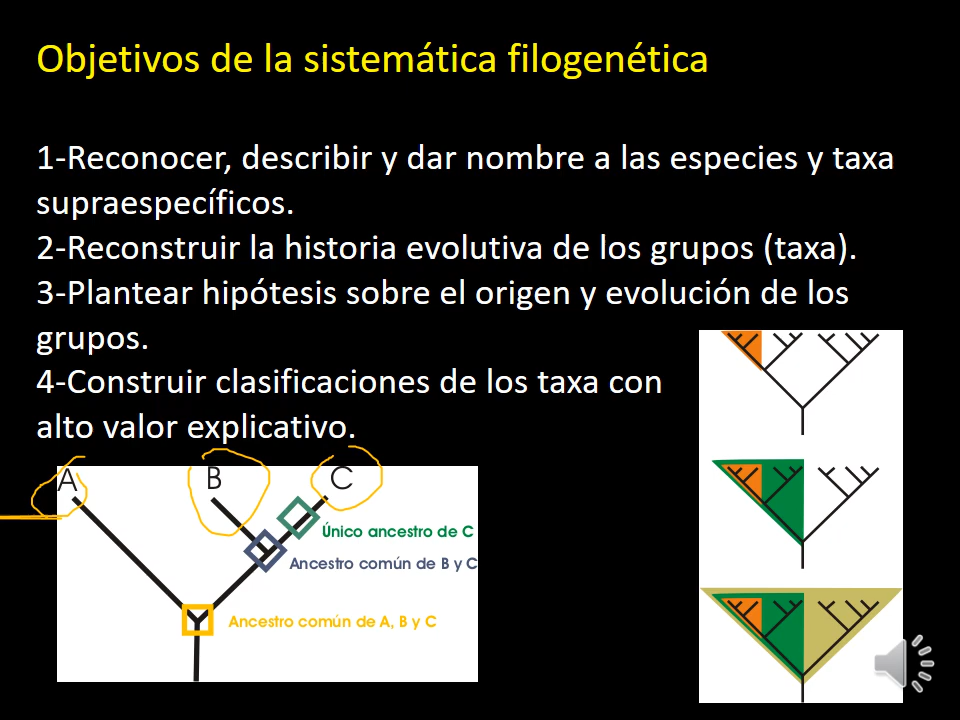 Objetivos de la sistemática filogenética
1-Reconocer, describir y dar nombre a las especies y taxa
supraespecíficos.
2-Reconstruir la historia evolutiva de los grupos (taxa).
3-Plantear hipótesis sobre el origen y evolución de los
grupos.
4-Construir clasificaciones de los taxa con
alto valor explicativo.
A B C
Único ancestro de C
Ancestro común de B y C
Ancestro común de A, B y C